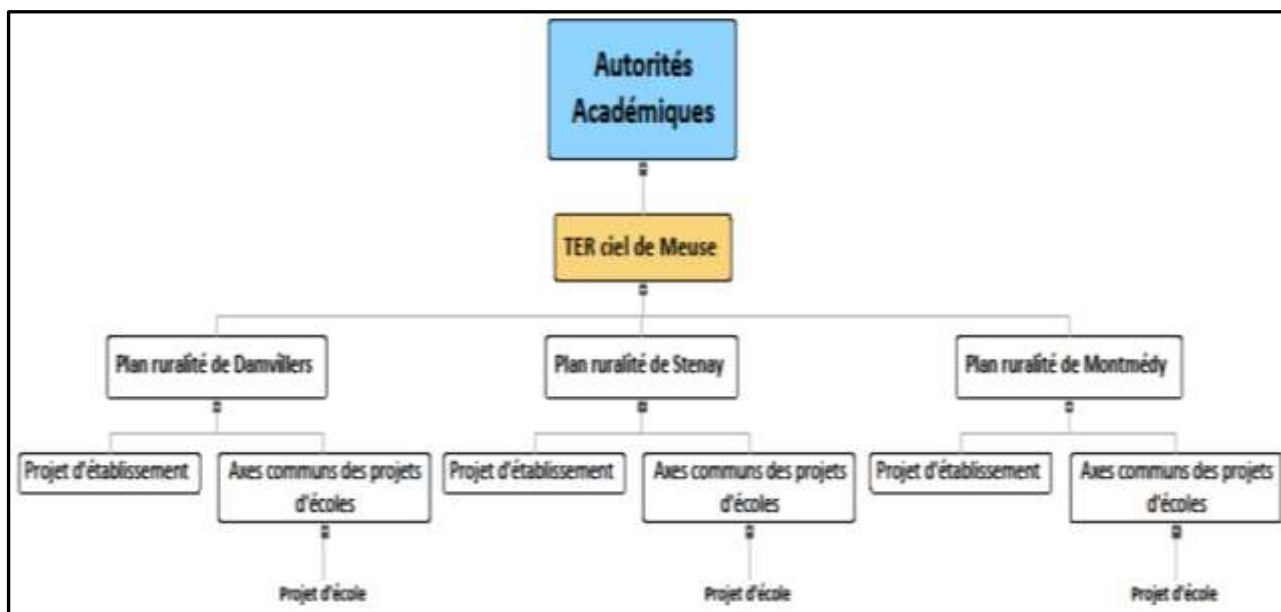 Autorités
Académiques
TER ciel de Meuse
Plan ruralité de Damvillers
Plan ruralité de Stenay
Plan ruralité de Montmédy
Projet d'établissement
Axes communs des projets
d'écoles
Projet d'établissement
Axes communs des projets
d'écoles
Projet d'établissement
Axes communs des projets
d'écoles
Projet d'école
Projet d'école
Projet d'école